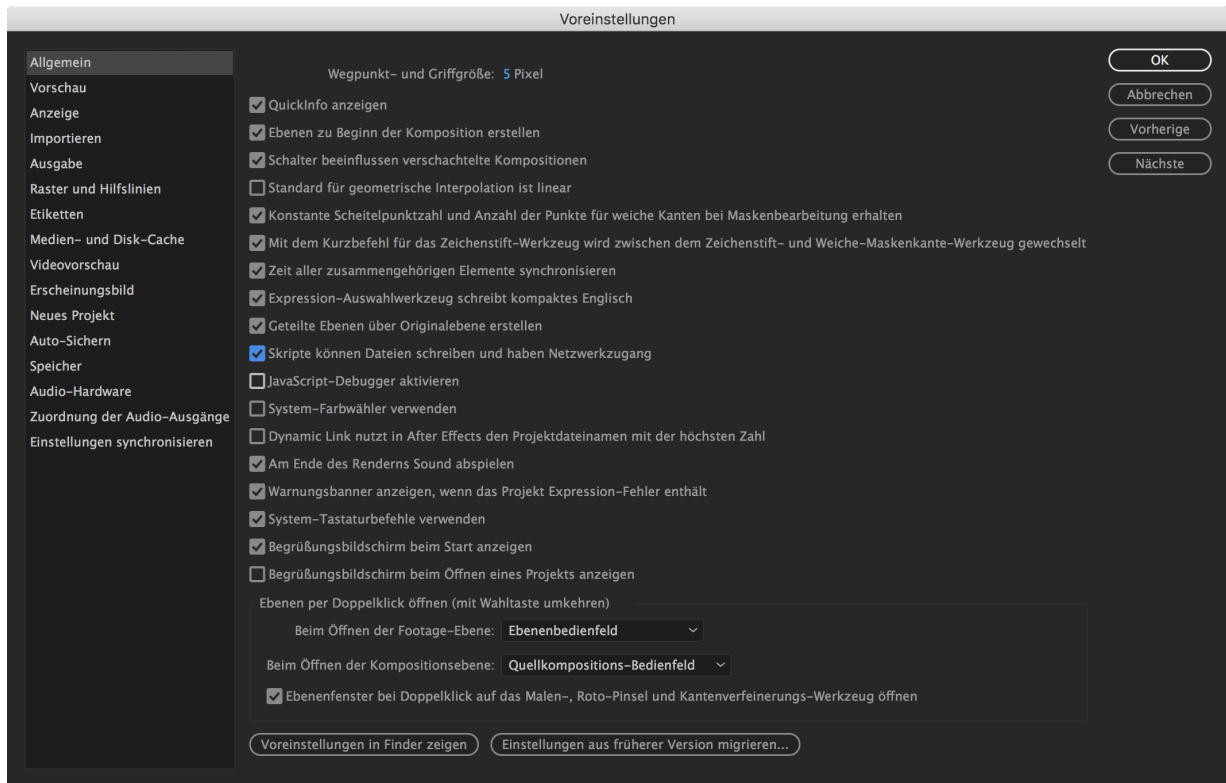 Voreinstellungen
Allgemein
Vorschau
Anzeige
Importieren
Ausgabe
Raster und Hilfslinien
Etiketten
Medien- und Disk-Cache
Videovorschau
Erscheinungsbild
Neues Projekt
Auto-Sichern
Speicher
Audio-Hardware
Zuordnung der Audio-Ausgänge
Einstellungen synchronisieren
Wegpunkt- und Griffgröße: 5 Pixel
QuickInfo anzeigen
Ebenen zu Beginn der Komposition erstellen
Schalter beeinflussen verschachtelte Kompositionen
Standard für geometrische Interpolation ist linear
Konstante Scheitelpunktzahl und Anzahl der Punkte für weiche Kanten bei Maskenbearbeitung erhalten
Mit dem Kurzbefehl für das Zeichenstift-Werkzeug wird zwischen dem Zeichenstift- und Weiche-Maskenkante-Werkzeug gewechselt
Zeit aller zusammengehörigen Elemente synchronisieren
Expression-Auswahlwerkzeug schreibt kompaktes Englisch
Geteilte Ebenen über Originalebene erstellen
Skripte können Dateien schreiben und haben Netzwerkzugang
JavaScript-Debugger aktivieren
System-Farbwähler verwenden
Dynamic Link nutzt in After Effects den Projektdateinamen mit der höchsten Zahl
Am Ende des Renderns Sound abspielen
Warnungsbanner anzeigen, wenn das Projekt Expression-Fehler enthält
System-Tastaturbefehle verwenden
Begrüßungsbildschirm beim Start anzeigen
Begrüßungsbildschirm beim Öffnen eines Projekts anzeigen
Ebenen per Doppelklick öffnen (mit Wahltaste umkehren)
Beim Öffnen der Footage-Ebene: Ebenenbedienfeld
Beim Öffnen der Kompositionsebene: Quellkompositions-Bedienfeld
Ebenenfenster bei Doppelklick auf das Malen-, Roto-Pinsel und Kantenverfeinerungs-Werkzeug öffnen
Voreinstellungen in Finder zeigen
Einstellungen aus früherer Version migrieren...
OK
Abbrechen
Vorherige
Nächste